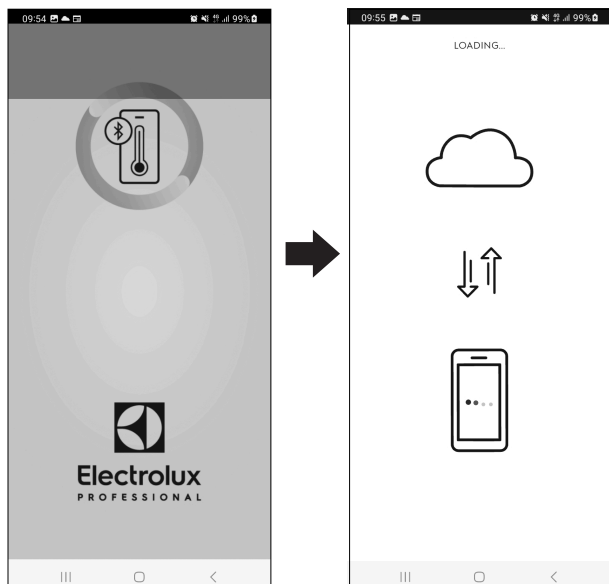 09:54 99%
Electrolux
PROFESSIONAL
09:55 99%
LOADING...